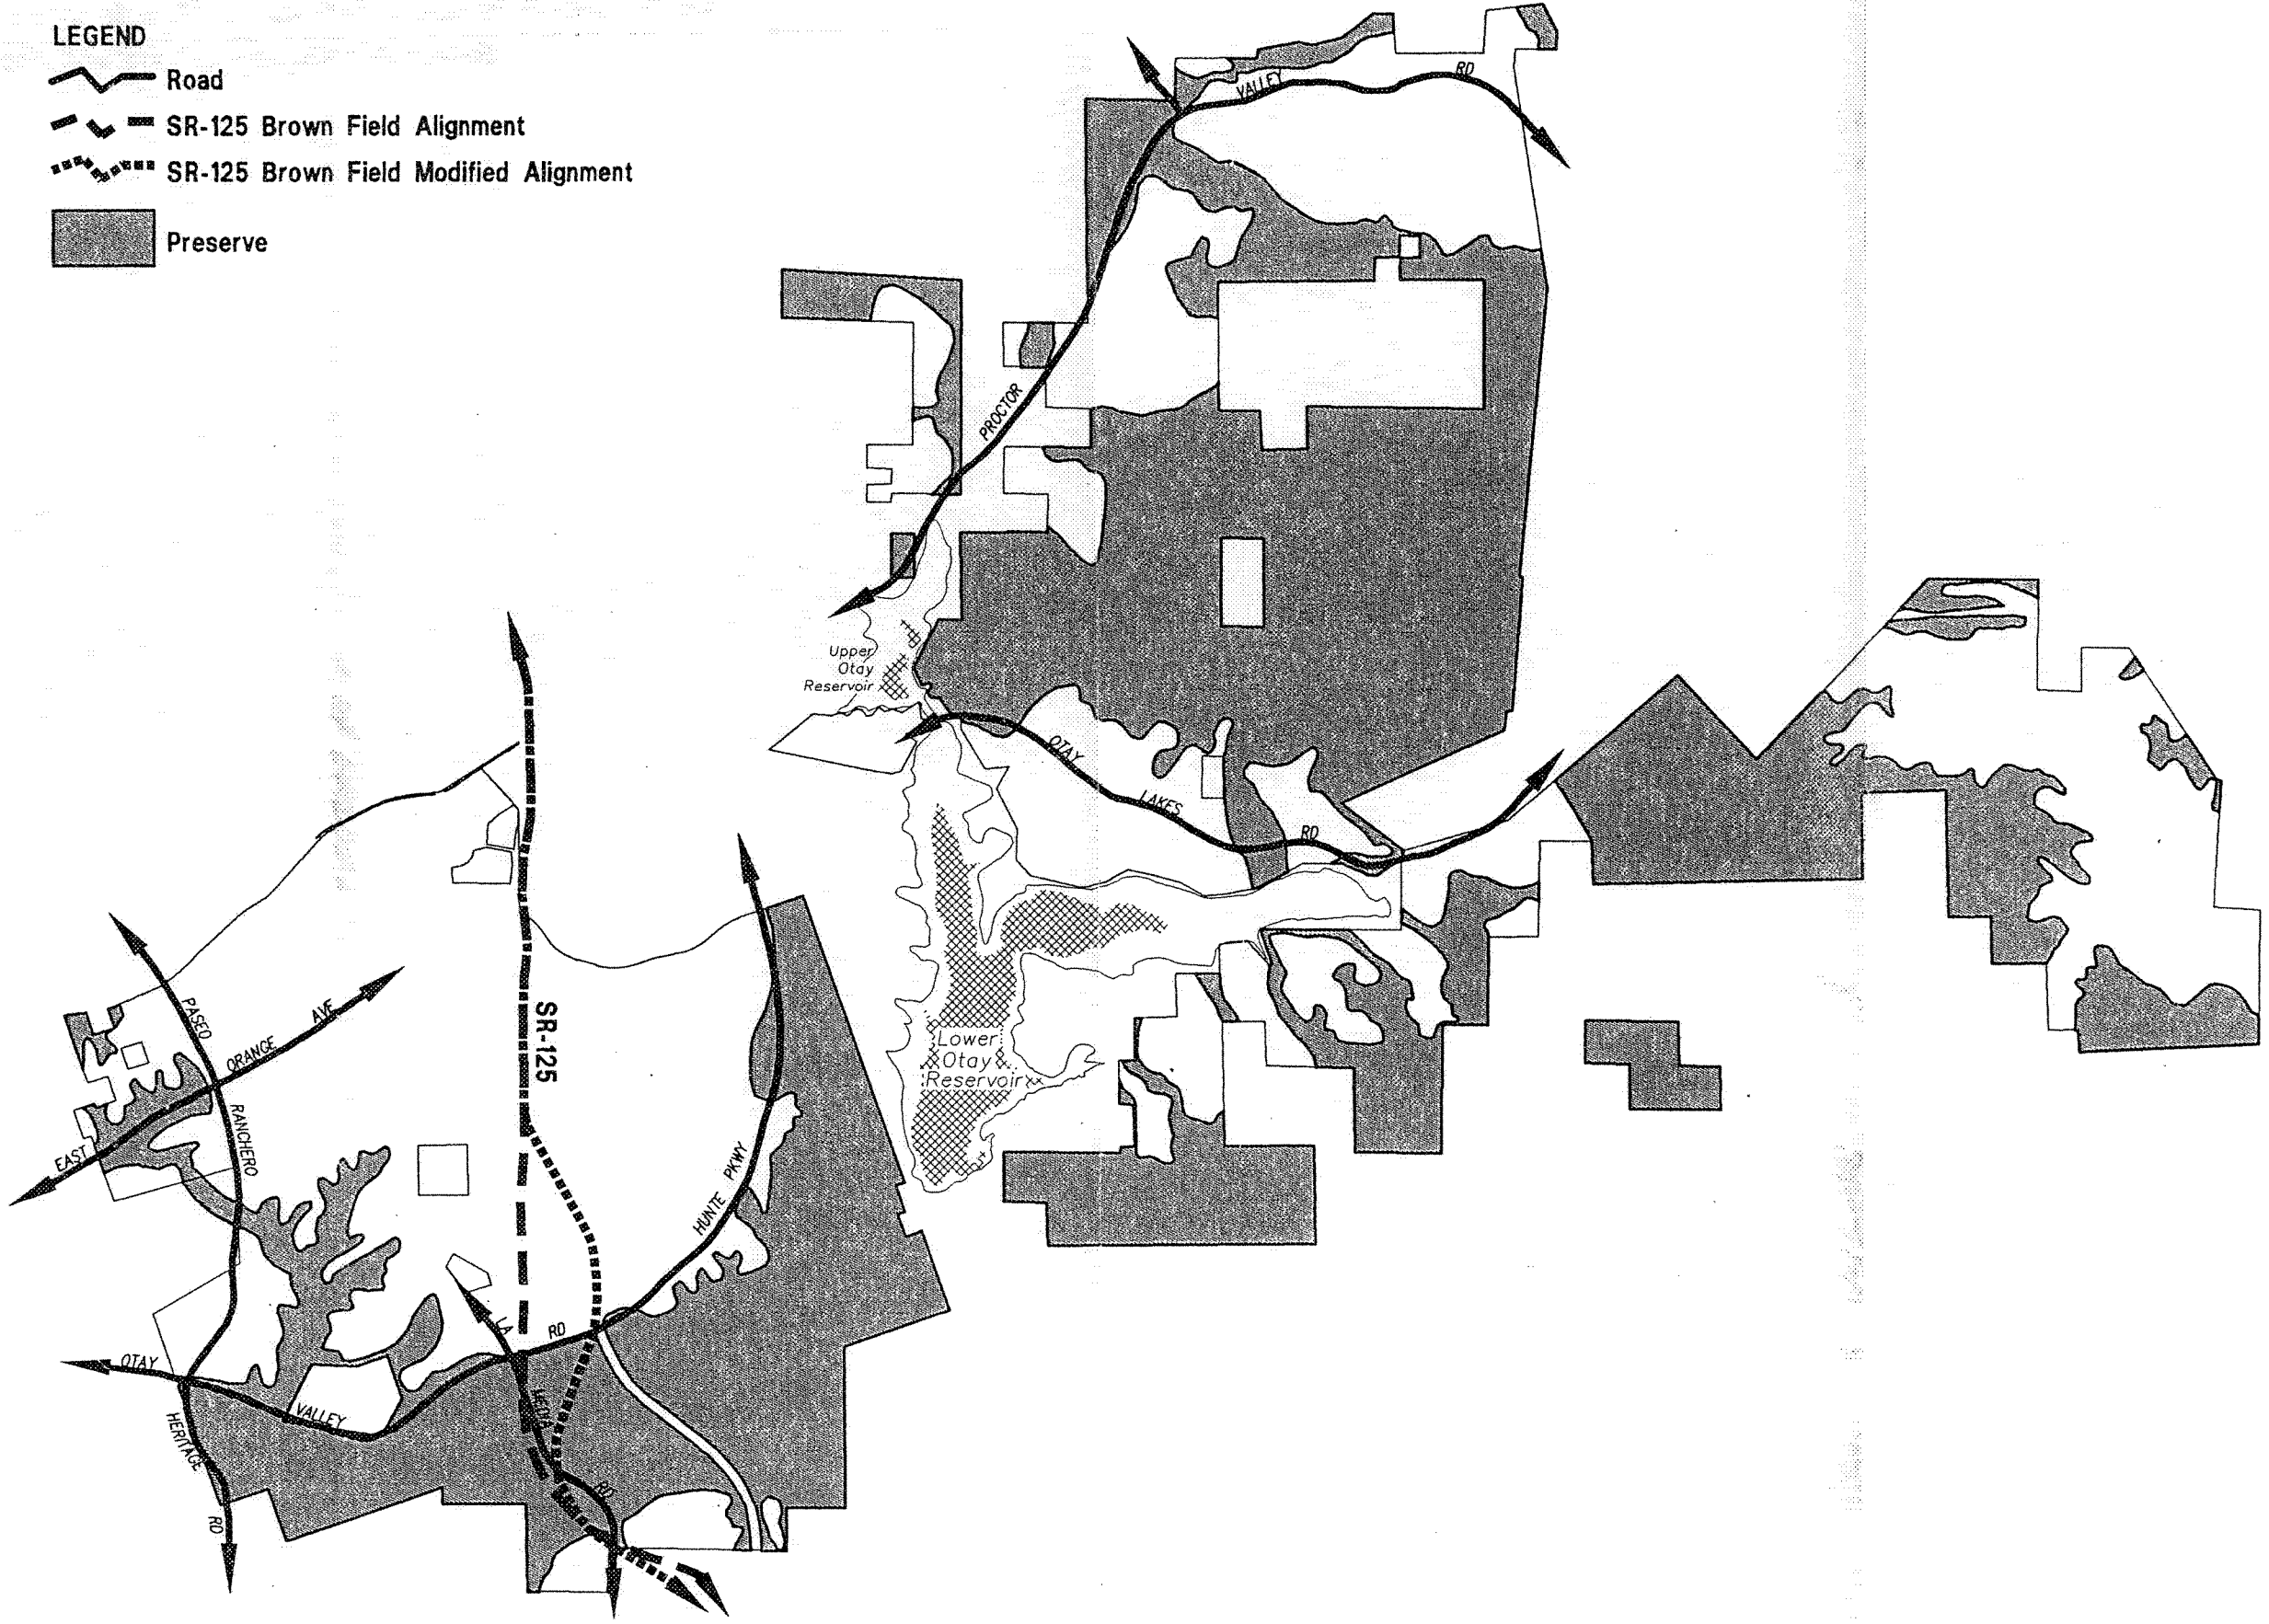 LEGEND
Road
SR-125 Brown Field Alignment
SR-125 Brown Field Modified Alignment
Preserve
VALLEY
RD
PROCTOR
Upper
Otay
Reservoir
OTAY
LAKES
RD
SR-125
PASEO
RANCHERO
EAST
ORANGE
AVE
Lower
Otay
Reservoir
HUNTE PKWY
LA
MEDIA
RD
RD
OTAY
VALLEY
HERITAGE
RD